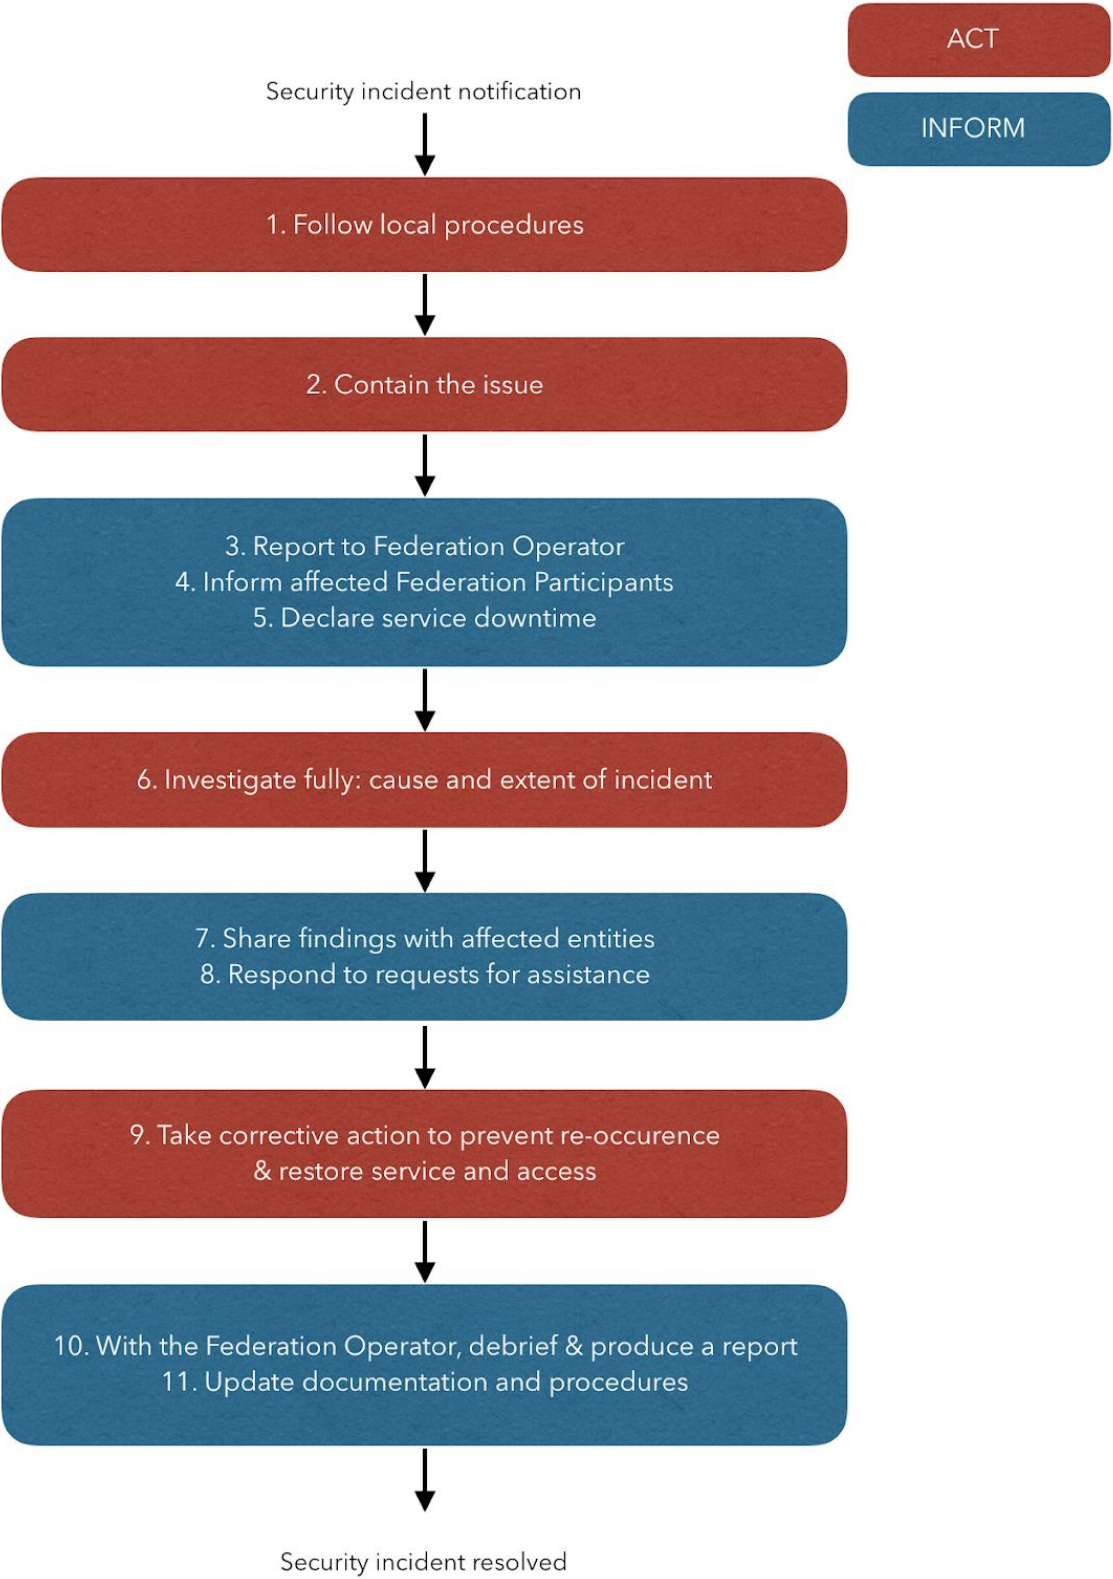 ACT
INFORM
Security incident notification
1. Follow local procedures
2. Contain the issue
3. Report to Federation Operator
4. Inform affected Federation Participants
5. Declare service downtime
6. Investigate fully: cause and extent of incident
7. Share findings with affected entities
8. Respond to requests for assistance
9. Take corrective action to prevent re-occurence
& restore service and access
10. With the Federation Operator, debrief & produce a report
11. Update documentation and procedures
Security incident resolved